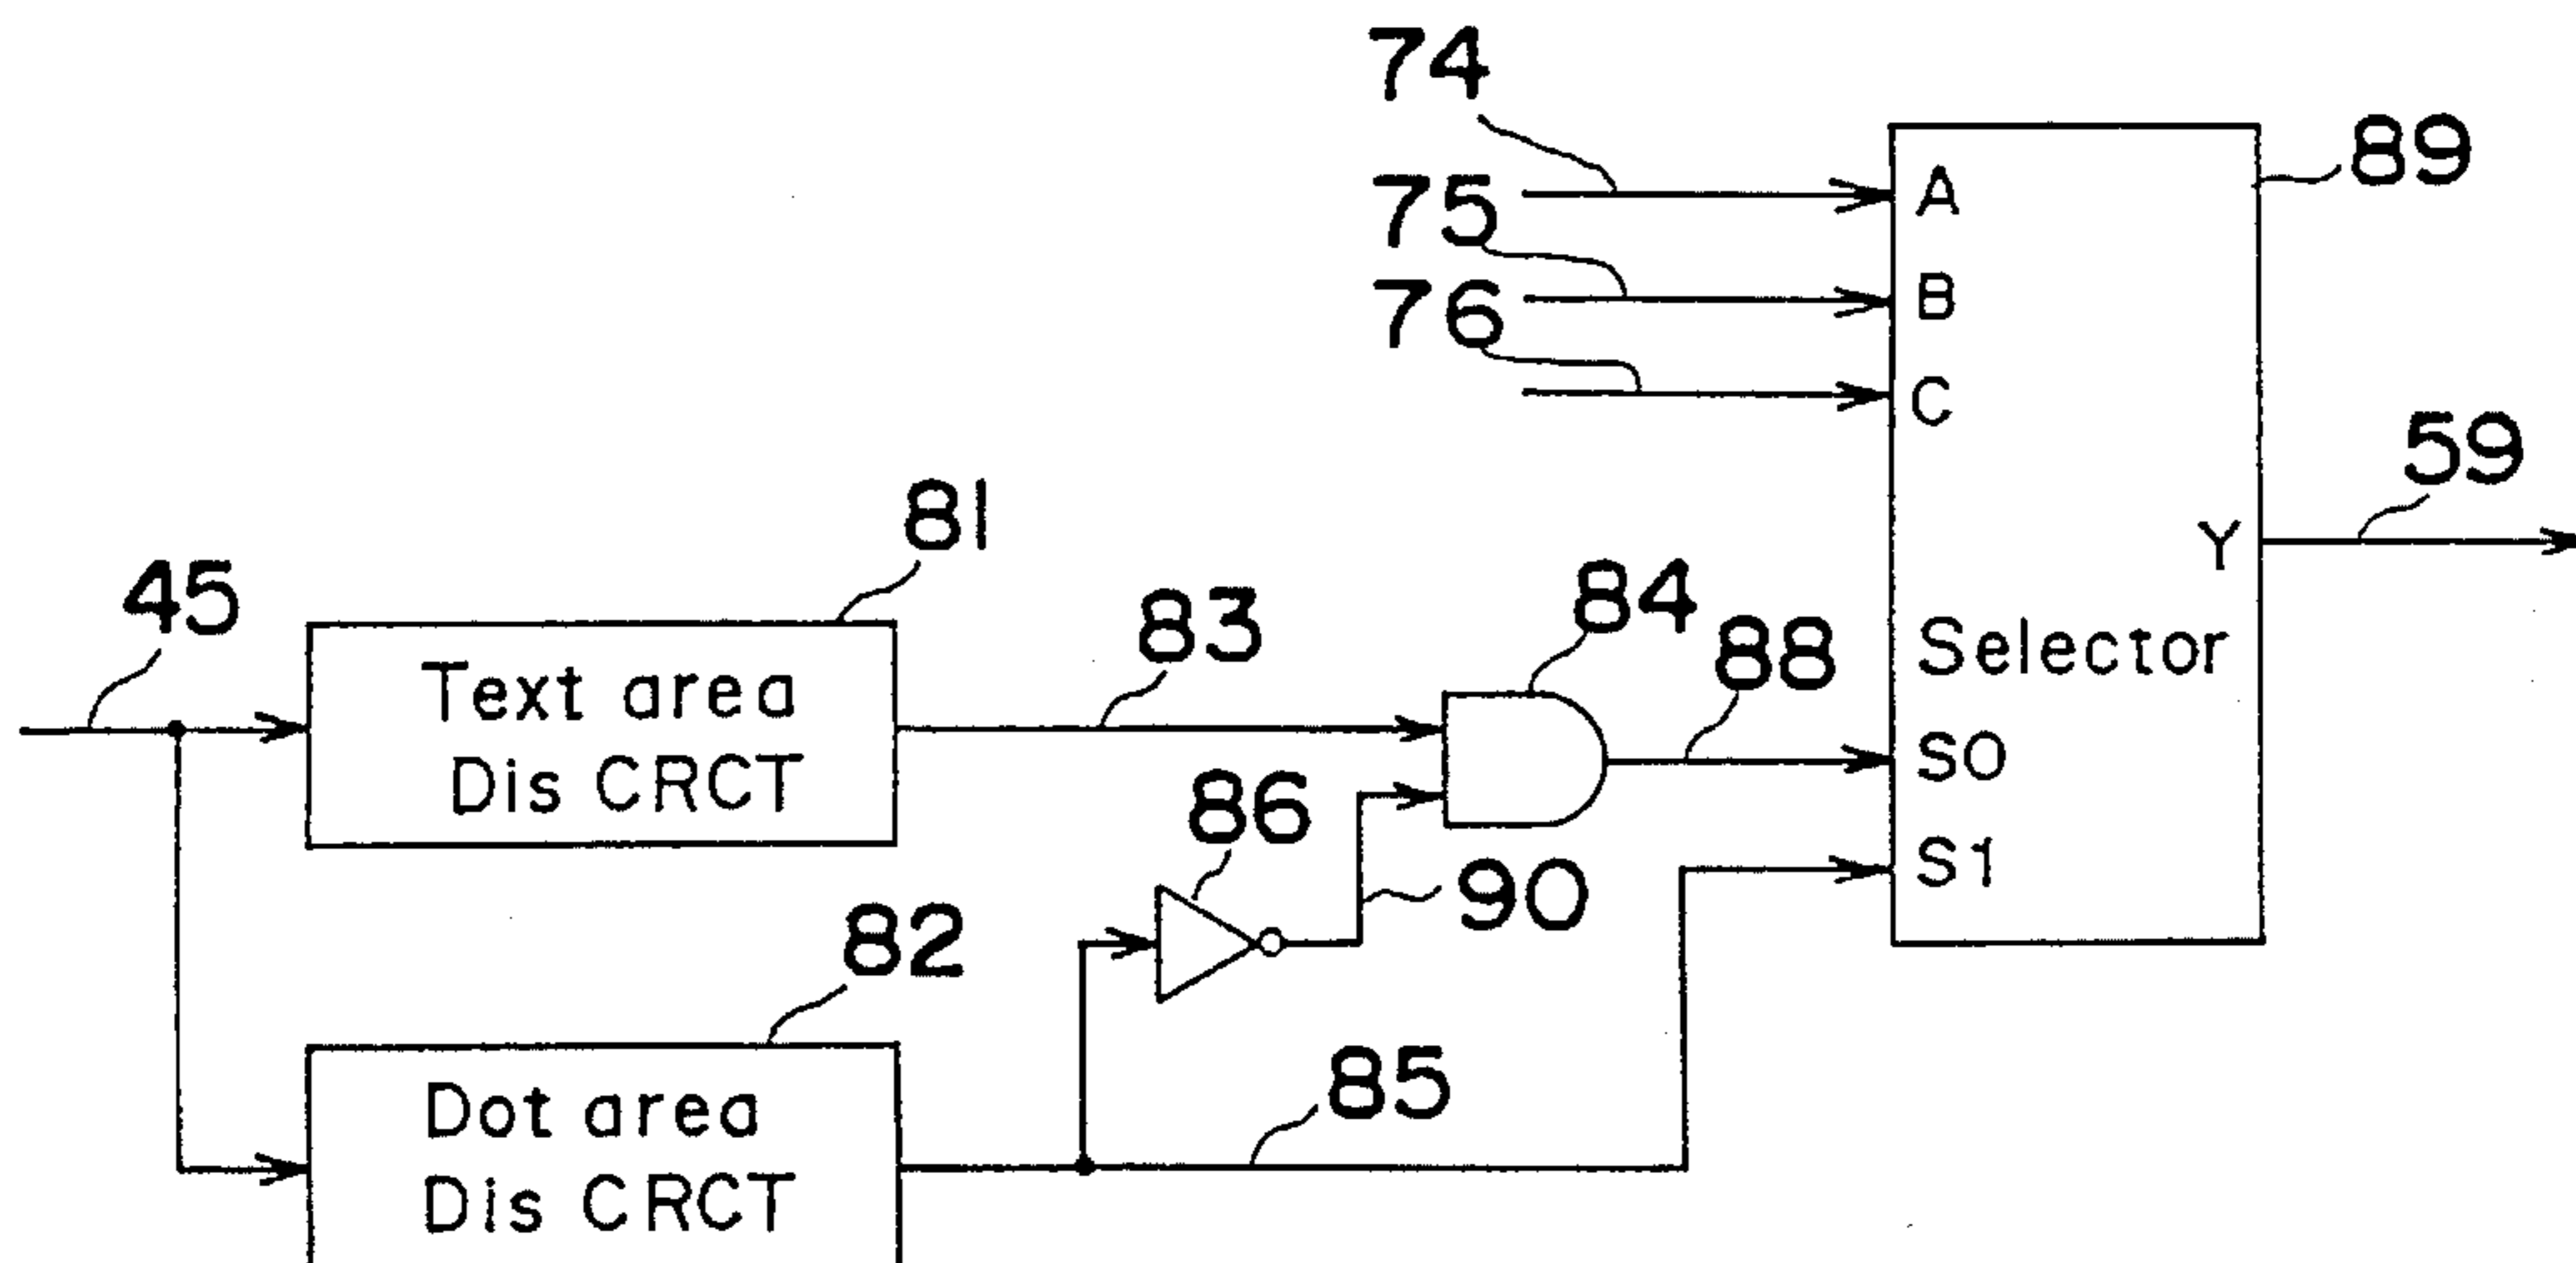 74
A
89
75
B
76
C
59
Y
81
45
83
84
88
Selector
Text area
Dis CRCT
S0
86
S1
90
82
85
Dot area
Dis CRCT